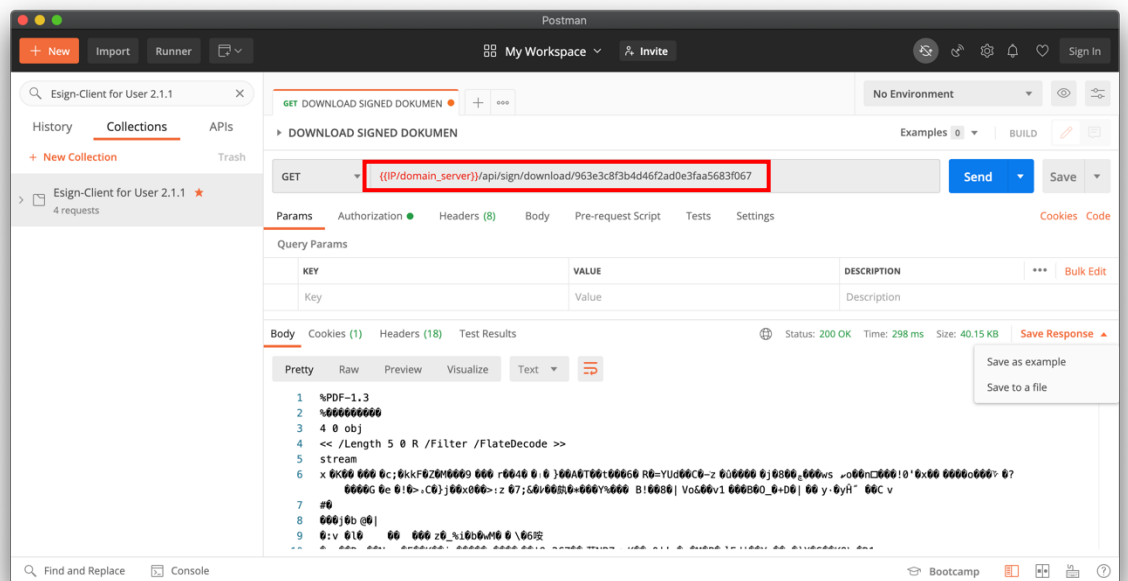 Postman
+ New Import Runner My Workspace Invite Sign In
Esign-Client for User 2.1.1
History Collections APIs
+ New Collection Trash
Esign-Client for User 2.1.1
4 requests
GET DOWNLOAD SIGNED DOKUMEN
No Environment
DOWNLOAD SIGNED DOKUMEN Examples 0 BUILD
GET {{IP/domain_server}}/api/sign/download/963e3c8f3b4d46f2ad0e3faa5683f067 Send Save
Params Authorization Headers (8) Body Pre-request Script Tests Settings Cookies Code
Query Params
KEY VALUE DESCRIPTION Bulk Edit
Key Value Description
Body Cookies (1) Headers (18) Test Results Status: 200 OK Time: 298 ms Size: 40.15 KB Save Response
Save as example
Save to a file
Pretty Raw Preview Visualize Text
1 %PDF-1.3
2
3 4 0 obj
4 << /Length 5 0 R /Filter /FlateDecode >>
5 stream
6
7
8
9
Find and Replace Console Bootcamp